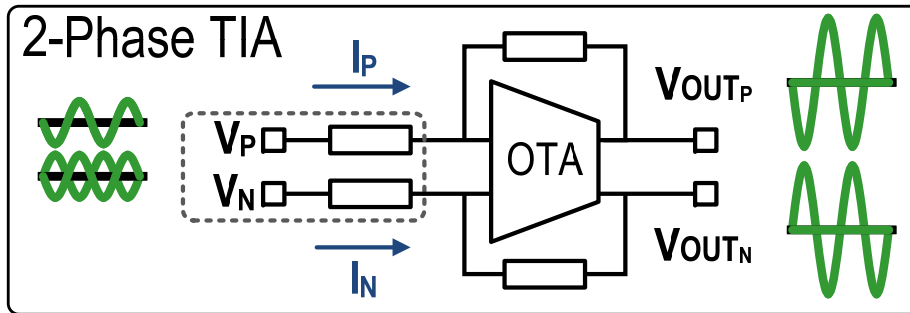 2-Phase TIA
IP
VP
VN
IN
OTA
VOUTP
VOUTN